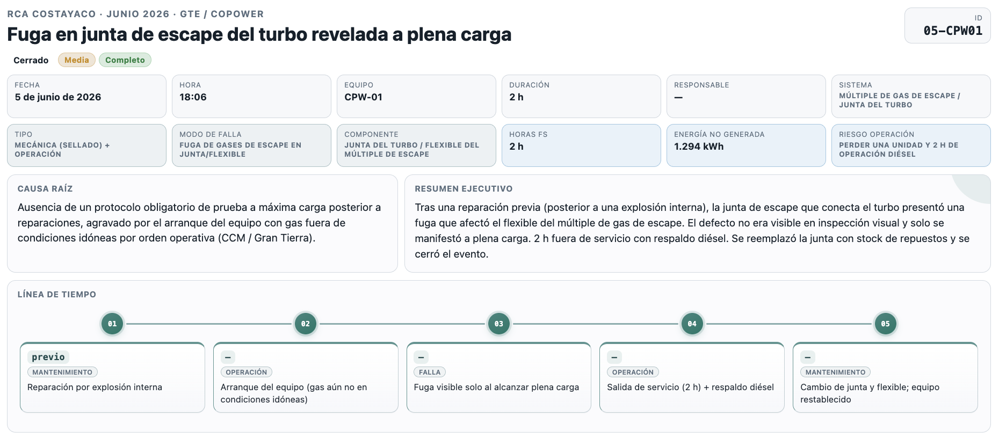 RCA COSTAYACO · JUNIO 2026 · GTE / COPOWER
Fuga en junta de escape del turbo revelada a plena carga
ID
05-CPW01
Cerrado
Media
Completo
FECHA
5 de junio de 2026
HORA
18:06
EQUIPO
CPW-01
DURACIÓN
2 h
RESPONSABLE
—
SISTEMA
MÚLTIPLE DE GAS DE ESCAPE /
JUNTA DEL TURBO
TIPO
MECÁNICA (SELLADO) +
OPERACIÓN
MODO DE FALLA
FUGA DE GASES DE ESCAPE EN
JUNTA/FLEXIBLE
COMPONENTE
JUNTA DEL TURBO / FLEXIBLE DEL
MÚLTIPLE DE ESCAPE
HORAS FS
2 h
ENERGÍA NO GENERADA
1.294 kWh
RIESGO OPERACIÓN
PERDER UNA UNIDAD Y 2 H DE
OPERACIÓN DIÉSEL
CAUSA RAÍZ
Ausencia de un protocolo obligatorio de prueba a máxima carga posterior a
reparaciones, agravado por el arranque del equipo con gas fuera de
condiciones idóneas por orden operativa (CCM / Gran Tierra).
RESUMEN EJECUTIVO
Tras una reparación previa (posterior a una explosión interna), la junta de escape que conecta el turbo presentó una
fuga que afectó el flexible del múltiple de gas de escape. El defecto no era visible en inspección visual y solo se
manifestó a plena carga. 2 h fuera de servicio con respaldo diésel. Se reemplazó la junta con stock de repuestos y se
cerró el evento.
LÍNEA DE TIEMPO
01
02
03
04
05
previo
MANTENIMIENTO
Reparación por explosión interna
—
OPERACIÓN
Arranque del equipo (gas aún no en
condiciones idóneas)
—
FALLA
Fuga visible solo al alcanzar plena carga
—
OPERACIÓN
Salida de servicio (2 h) + respaldo diésel
—
MANTENIMIENTO
Cambio de junta y flexible; equipo
restablecido